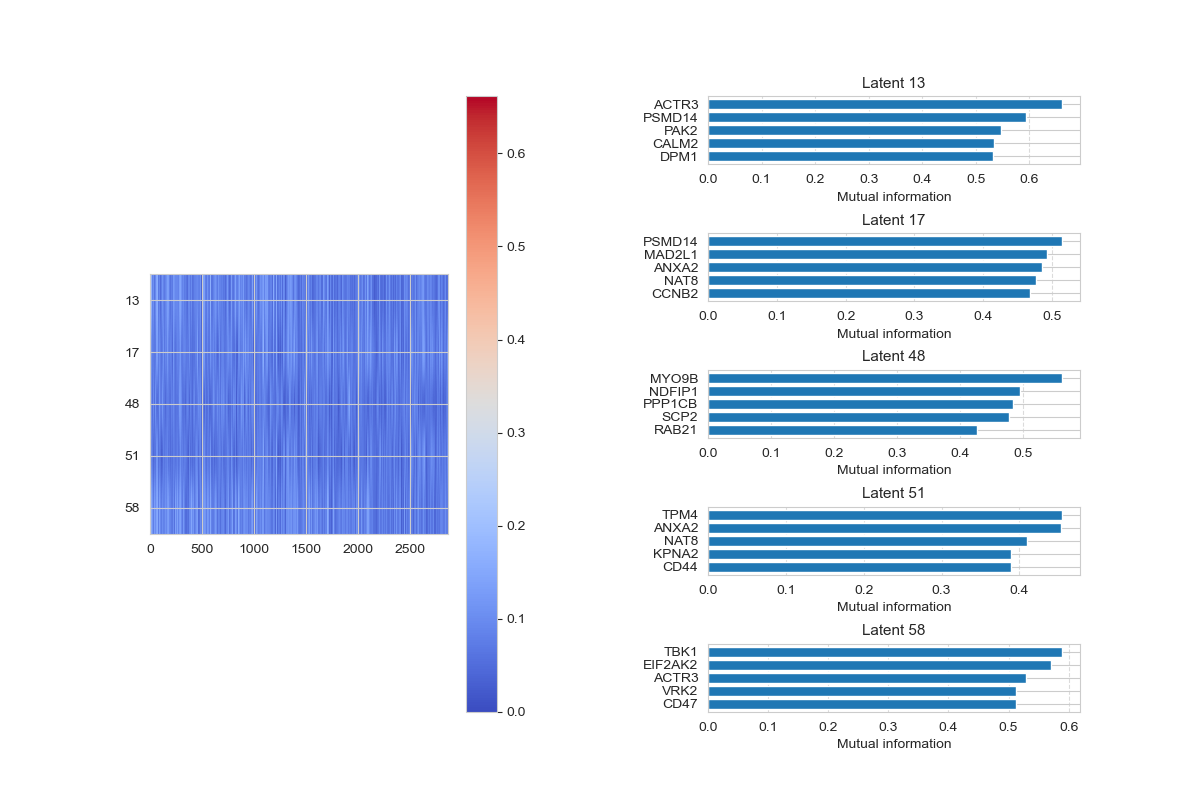 13
17
48
51
58
0 500 1000 1500 2000 2500
0.6
0.5
0.4
0.3
0.2
0.1
0.0
Latent 13
ACTR3
PSMD14
PAK2
CALM2
DPM1
0.0 0.1 0.2 0.3 0.4 0.5 0.6
Mutual information
Latent 17
PSMD14
MAD2L1
ANXA2
NAT8
CCNB2
0.0 0.1 0.2 0.3 0.4 0.5
Mutual information
Latent 48
MYO9B
NDFIP1
PPP1CB
SCP2
RAB21
0.0 0.1 0.2 0.3 0.4 0.5
Mutual information
Latent 51
TPM4
ANXA2
NAT8
KPNA2
CD44
0.0 0.1 0.2 0.3 0.4
Mutual information
Latent 58
TBK1
EIF2AK2
ACTR3
VRK2
CD47
0.0 0.1 0.2 0.3 0.4 0.5 0.6
Mutual information